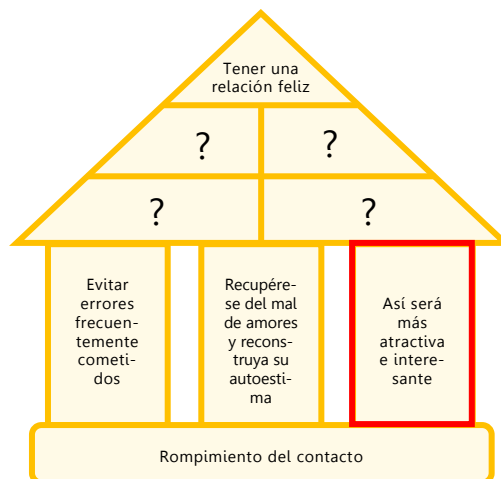 Tener una
relación feliz
?
?
?
?
Evitar
errores
frecuen-
temente
cometi-
dos
Recupére-
se del mal
de amores
y recons-
truya su
autoesti-
ma
Así será
más
atractiva
e intere-
sante
Rompimiento del contacto